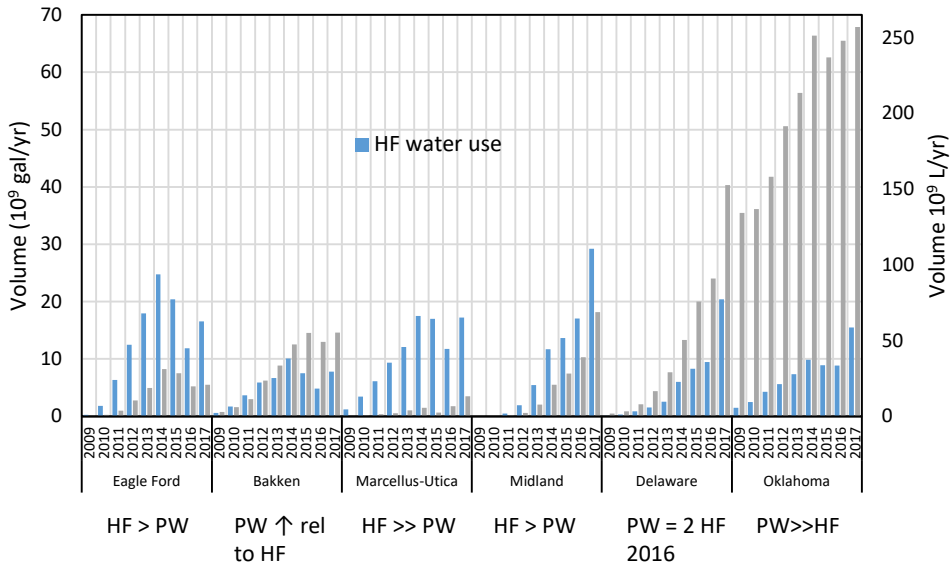 Volume (10⁹ gal/yr)
70
60
50
40
30
20
10
0
HF water use
Volume 10⁹ L/yr)
250
200
150
100
50
0
2009 2010 2011 2012 2013 2014 2015 2016 2017 2009 2010 2011 2012 2013 2014 2015 2016 2017 2009 2010 2011 2012 2013 2014 2015 2016 2017 2009 2010 2011 2012 2013 2014 2015 2016 2017 2009 2010 2011 2012 2013 2014 2015 2016 2017 2009 2010 2011 2012 2013 2014 2015 2016 2017
Eagle Ford Bakken Marcellus-Utica Midland Delaware Oklahoma
HF > PW
PW ↑ rel
to HF
HF >> PW
HF > PW
PW = 2 HF
2016
PW>>HF